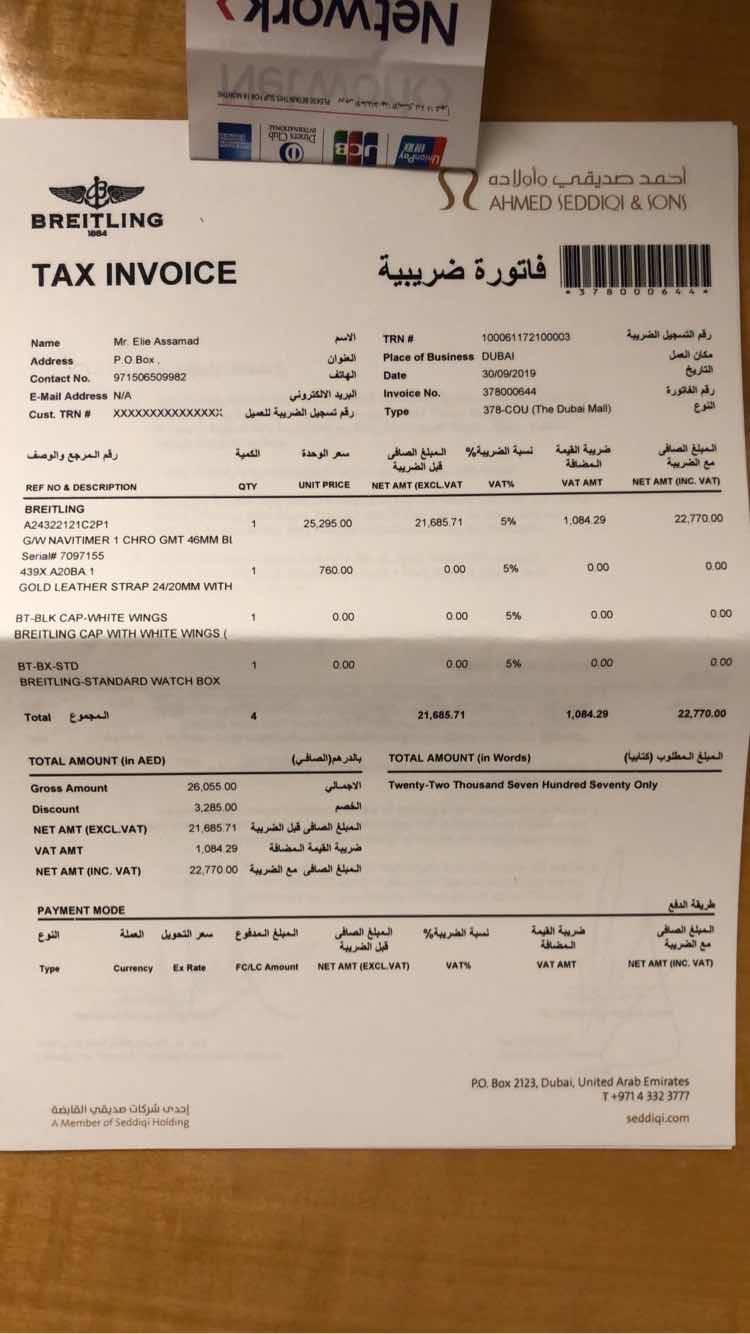 Network>
PLEASE RETAIN THIS SLIP FOR 18 MONTHS
UnionPay JCB Diners Club INTERNATIONAL
BREITLING
1884
أحمد صديقي وأولاده
AHMED SEDDIQI & SONS
TAX INVOICE فاتورة ضريبية
*378000644*
Name Mr. Elie Assamad الاسم TRN # 100061172100003 رقم التسجيل الضريبية
Address P.O Box , العنوان Place of Business DUBAI مكان العمل
Contact No. 971506509982 الهاتف Date 30/09/2019 التاريخ
E-Mail Address N/A البريد الالكتروني Invoice No. 378000644 رقم الفاتورة
Cust. TRN # XXXXXXXXXXXXXXX رقم تسجيل الضريبة للعميل Type 378-COU (The Dubai Mall) النوع
رقم المرجع والوصف الكمية سعر الوحدة المبلغ الصافي نسبة الضريبة% ضريبة القيمة المبلغ الصافي
قبل الضريبة المضافة مع الضريبة
REF NO & DESCRIPTION QTY UNIT PRICE NET AMT (EXCL.VAT VAT% VAT AMT NET AMT (INC. VAT)
BREITLING
A24322121C2P1 1 25,295.00 21,685.71 5% 1,084.29 22,770.00
G/W NAVITIMER 1 CHRO GMT 46MM BL
Serial# 7097155
439X A20BA.1 1 760.00 0.00 5% 0.00 0.00
GOLD LEATHER STRAP 24/20MM WITH
BT-BLK CAP-WHITE WINGS 1 0.00 0.00 5% 0.00 0.00
BREITLING CAP WITH WHITE WINGS (
BT-BX-STD 1 0.00 0.00 5% 0.00 0.00
BREITLING-STANDARD WATCH BOX
Total المجموع 4 21,685.71 1,084.29 22,770.00
TOTAL AMOUNT (in AED) بالدرهم(الصافي) TOTAL AMOUNT (in Words) المبلغ المطلوب (كتابياً)
Gross Amount 26,055.00 الاجمالي Twenty-Two Thousand Seven Hundred Seventy Only
Discount 3,285.00 الخصم
NET AMT (EXCL.VAT) 21,685.71 المبلغ الصافى قبل الضريبة
VAT AMT 1,084.29 ضريبة القيمة المضافة
NET AMT (INC. VAT) 22,770.00 المبلغ الصافى مع الضريبة
PAYMENT MODE طريقة الدفع
النوع العملة سعر التحويل المبلغ المدفوع المبلغ الصافي نسبة الضريبة% ضريبة القيمة المبلغ الصافي
قبل الضريبة المضافة مع الضريبة
Type Currency Ex Rate FC/LC Amount NET AMT (EXCL.VAT) VAT% VAT AMT NET AMT (INC. VAT)
P.O. Box 2123, Dubai, United Arab Emirates
T +971 4 332 3777
إحدى شركات صديقي القابضة
A Member of Seddiqi Holding
seddiqi.com